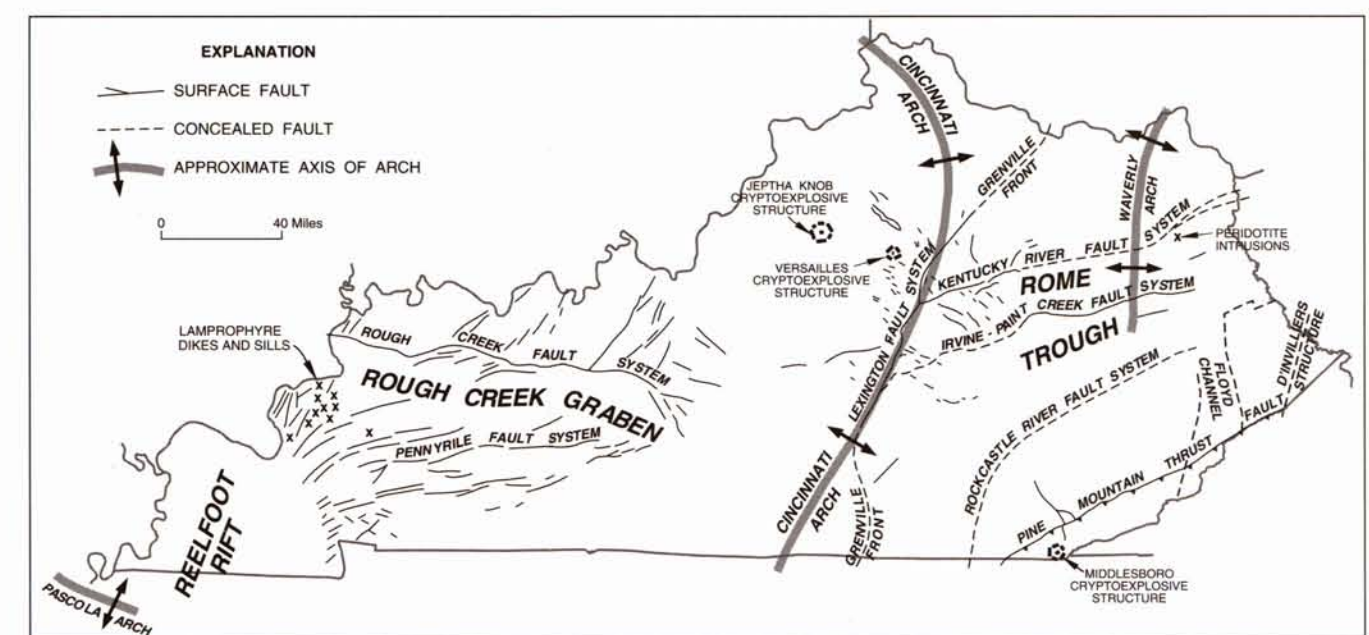 EXPLANATION
SURFACE FAULT
CONCEALED FAULT
APPROXIMATE AXIS OF ARCH
0
40 Miles
CINCINNATI
ARCH
GRENVILLE
FRONT
WAVERLY
ARCH
JEPTHA KNOB
CRYPTOEXPLOSIVE
STRUCTURE
VERSAILLES
CRYPTOEXPLOSIVE
STRUCTURE
KENTUCKY RIVER FAULT SYSTEM
x PERIDOTITE
INTRUSIONS
ROME
TROUGH
IRVINE-PAINT CREEK FAULT SYSTEM
LEXINGTON FAULT SYSTEM
LAMPROPHYRE
DIKES AND SILLS
x
x x
x x
x x
x x
x
x
x
ROUGH CREEK FAULT SYSTEM
ROUGH CREEK GRABEN
PENNYRILE FAULT SYSTEM
ROCKCASTLE RIVER FAULT SYSTEM
FLOYD
CHANNEL
D'INVILLIERS
STRUCTURE
PINE MOUNTAIN THRUST FAULT
CINCINNATI
ARCH
GRENVILLE
FRONT
REELFOOT
RIFT
PASCOLA ARCH
MIDDLESBORO
CRYPTOEXPLOSIVE
STRUCTURE